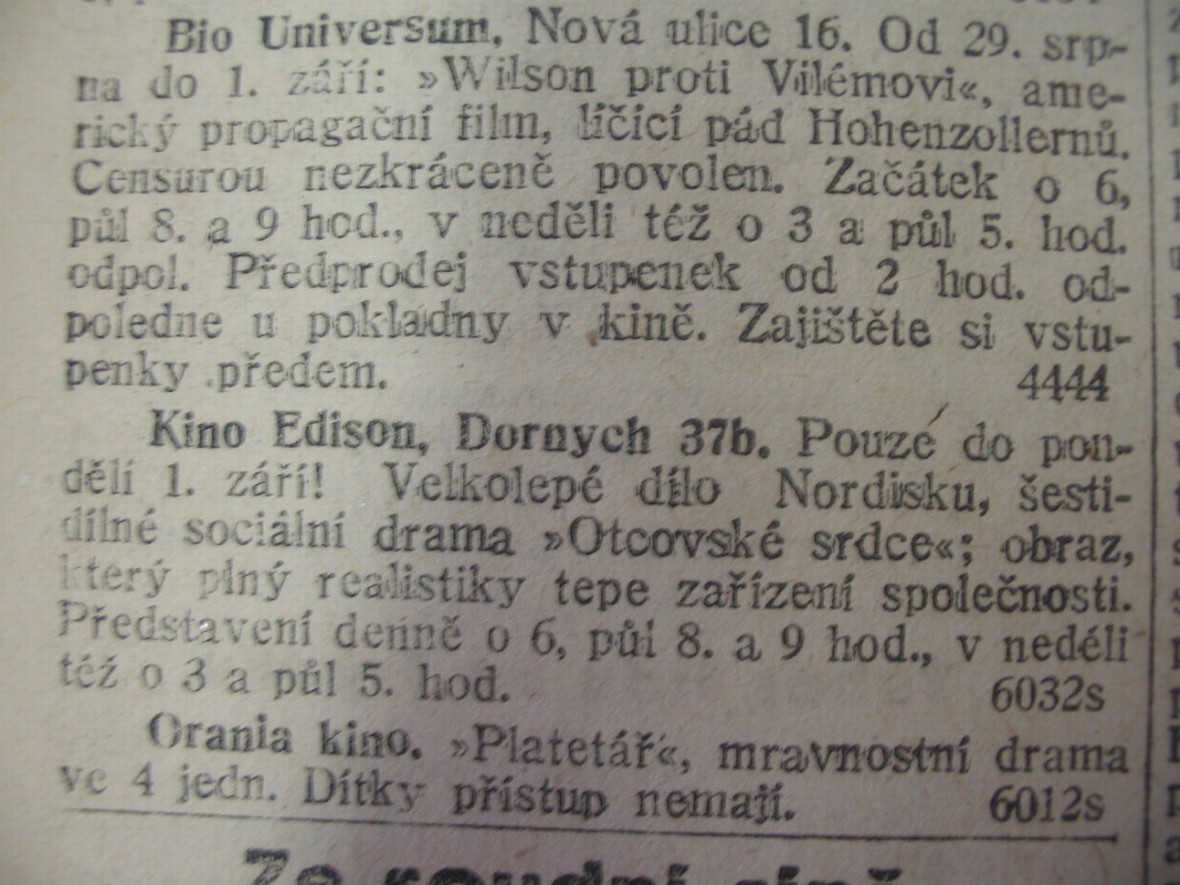 Bio Universum, Nová ulice 16. Od 29. srp-
na do 1. září: »Wilson proti Vilémovi«, ame-
rický propagační film, líčící pád Hohenzollernů.
Censurou nezkráceně povolen. Začátek o 6,
půl 8. a 9 hod., v neděli též o 3 a půl 5. hod.
odpol. Předprodej vstupenek od 2 hod. od-
poledne u pokladny v kině. Zajištěte si vstu-
penky předem. 4444
Kino Edison, Dornych 37b. Pouze do pon-
dělí 1. září! Velkolepé dílo Nordisku, šesti-
dílné sociální drama »Otcovské srdce«; obraz,
který plný realistiky tepe zařízení společnosti.
Představení denně o 6, půl 8. a 9 hod., v neděli
též o 3 a půl 5. hod. 6032s
Orania kino. »Platetář«, mravnostní drama
ve 4 jedn. Dítky přístup nemají. 6012s